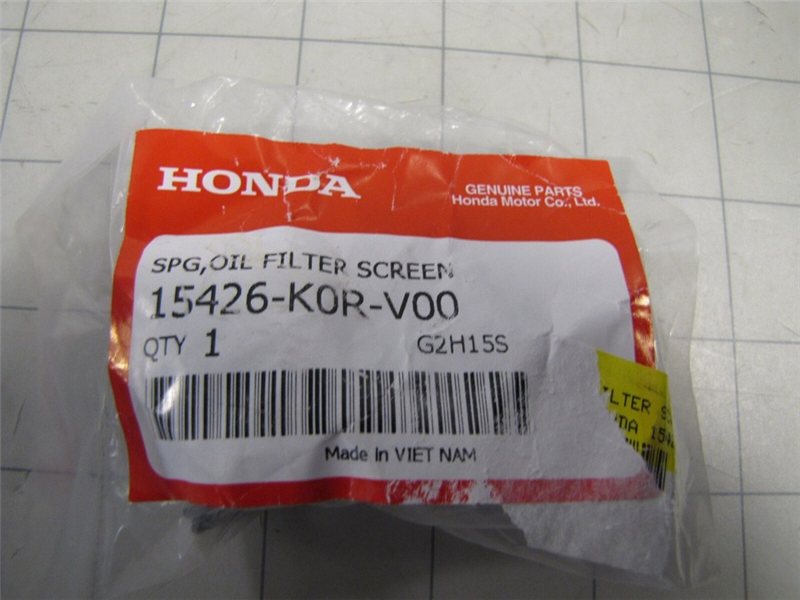 HONDA
GENUINE PARTS
Honda Motor Co., Ltd.
SPG,OIL FILTER SCREEN
15426-K0R-V00
QTY 1
G2H15S
Made In VIET NAM